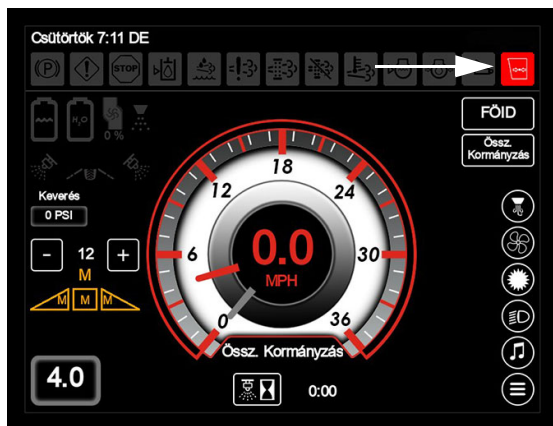 Csütörtök 7:11 DE
(P)
STOP
H₂O
0 %
FÖID
Össz.
Kormányzás
18
12
24
Keverés
0 PSI
- 12 +
6
0.0
30
M
MPH
M M M
0
36
Össz. Kormányzás
4.0
0:00